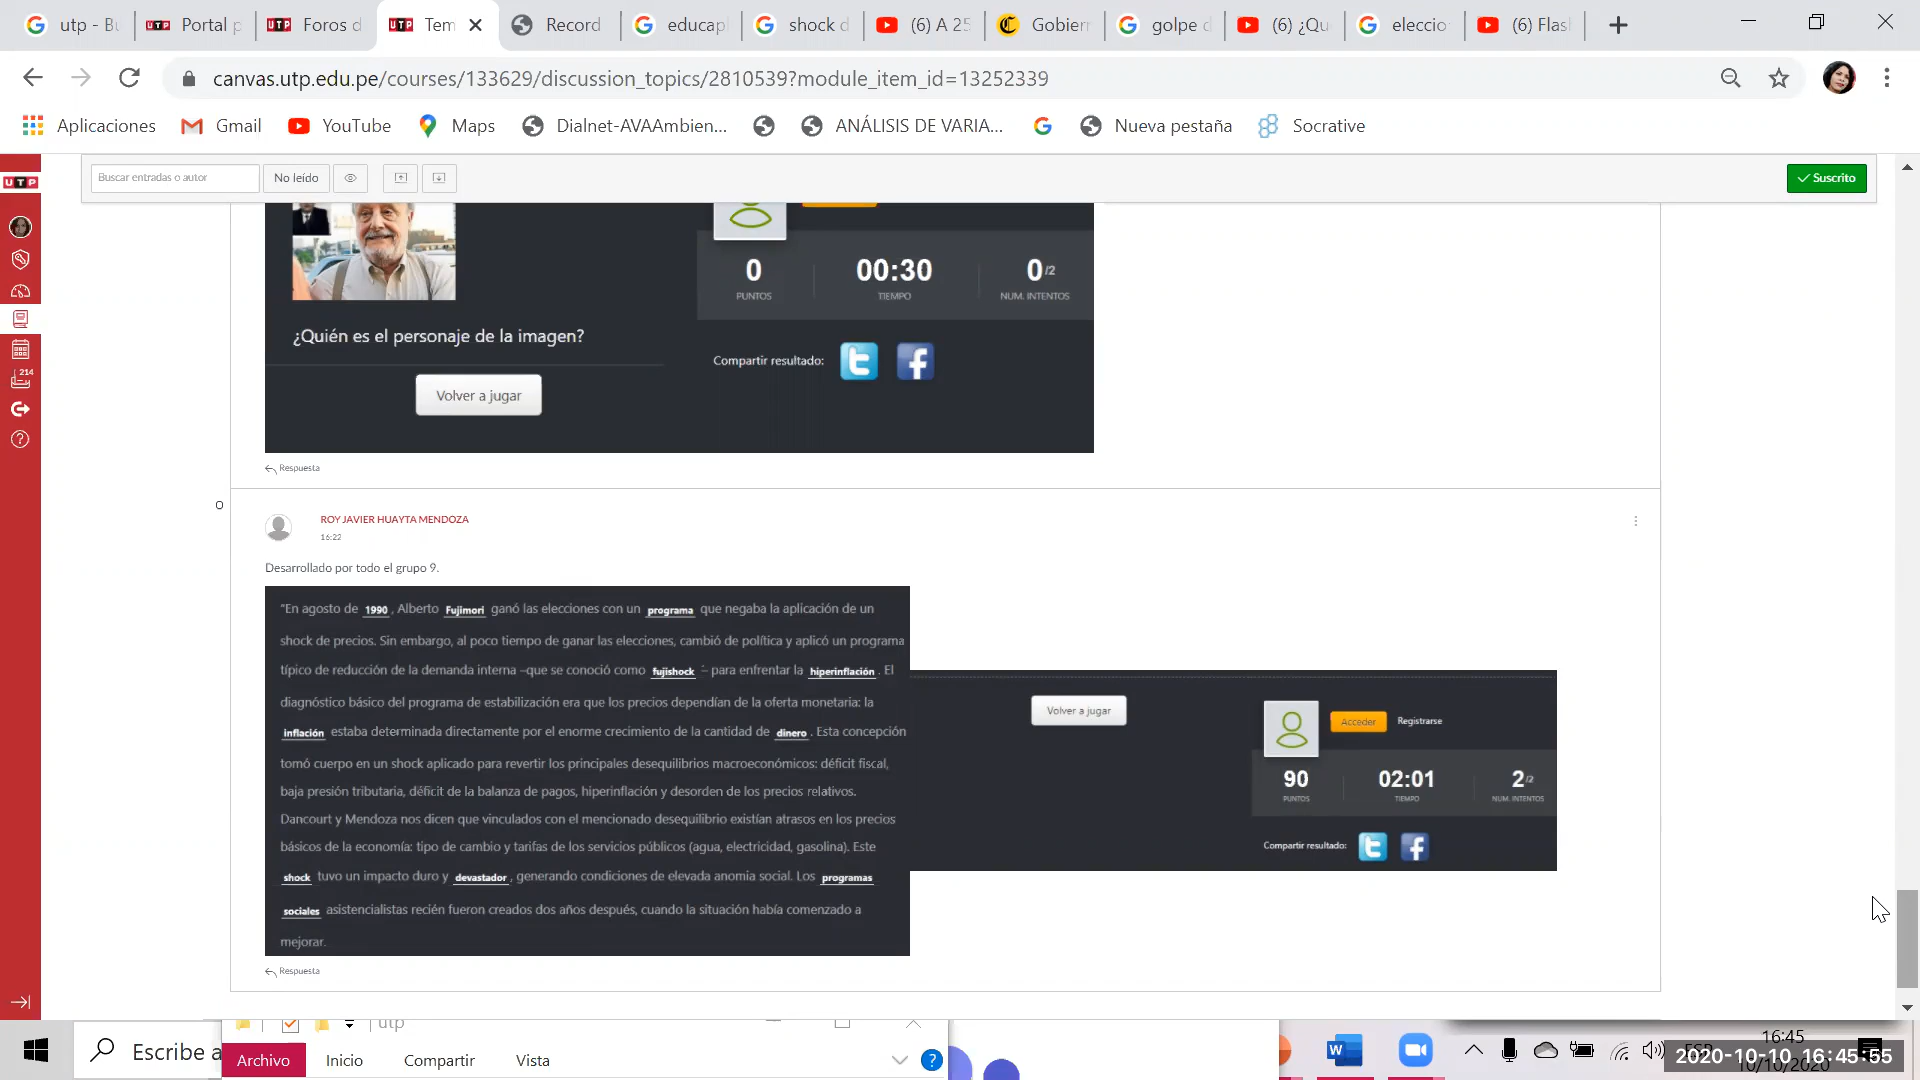 utp - Bu
Portal p
Foros d
Tem
Record
educap
shock d
(6) A 25
Gobier
golpe d
(6) ¿Qu
eleccio
(6) Flas
canvas.utp.edu.pe/courses/133629/discussion_topics/2810539?module_item_id=13252339
Aplicaciones
Gmail
YouTube
Maps
Dialnet-AVAAmbien...
ANÁLISIS DE VARIA...
Nueva pestaña
Socrative
UTP
Buscar entradas o autor
No leído
Suscrito
214
0
00:30
0/2
PUNTOS
TIEMPO
NUM. INTENTOS
¿Quién es el personaje de la imagen?
Compartir resultado:
Volver a jugar
Respuesta
ROY JAVIER HUAYTA MENDOZA
16:22
Desarrollado por todo el grupo 9.
"En agosto de 1990, Alberto Fujimori ganó las elecciones con un programa que negaba la aplicación de un
shock de precios. Sin embargo, al poco tiempo de ganar las elecciones, cambió de política y aplicó un programa
típico de reducción de la demanda interna –que se conoció como fujishock '– para enfrentar la hiperinflación. El
diagnóstico básico del programa de estabilización era que los precios dependían de la oferta monetaria: la
inflación estaba determinada directamente por el enorme crecimiento de la cantidad de dinero. Esta concepción
tomó cuerpo en un shock aplicado para revertir los principales desequilibrios macroeconómicos: déficit fiscal,
baja presión tributaria, déficit de la balanza de pagos, hiperinflación y desorden de los precios relativos.
Dancourt y Mendoza nos dicen que vinculados con el mencionado desequilibrio existían atrasos en los precios
básicos de la economía: tipo de cambio y tarifas de los servicios públicos (agua, electricidad, gasolina). Este
shock tuvo un impacto duro y devastador, generando condiciones de elevada anomia social. Los programas
sociales asistencialistas recién fueron creados dos años después, cuando la situación había comenzado a
mejorar.
Volver a jugar
Acceder
Registrarse
90
02:01
2/2
PUNTOS
TIEMPO
NUM. INTENTOS
Compartir resultado:
Respuesta
utp
Escribe a
Archivo
Inicio
Compartir
Vista
16:45
10/10/2020
2020-10-10 16:45:55